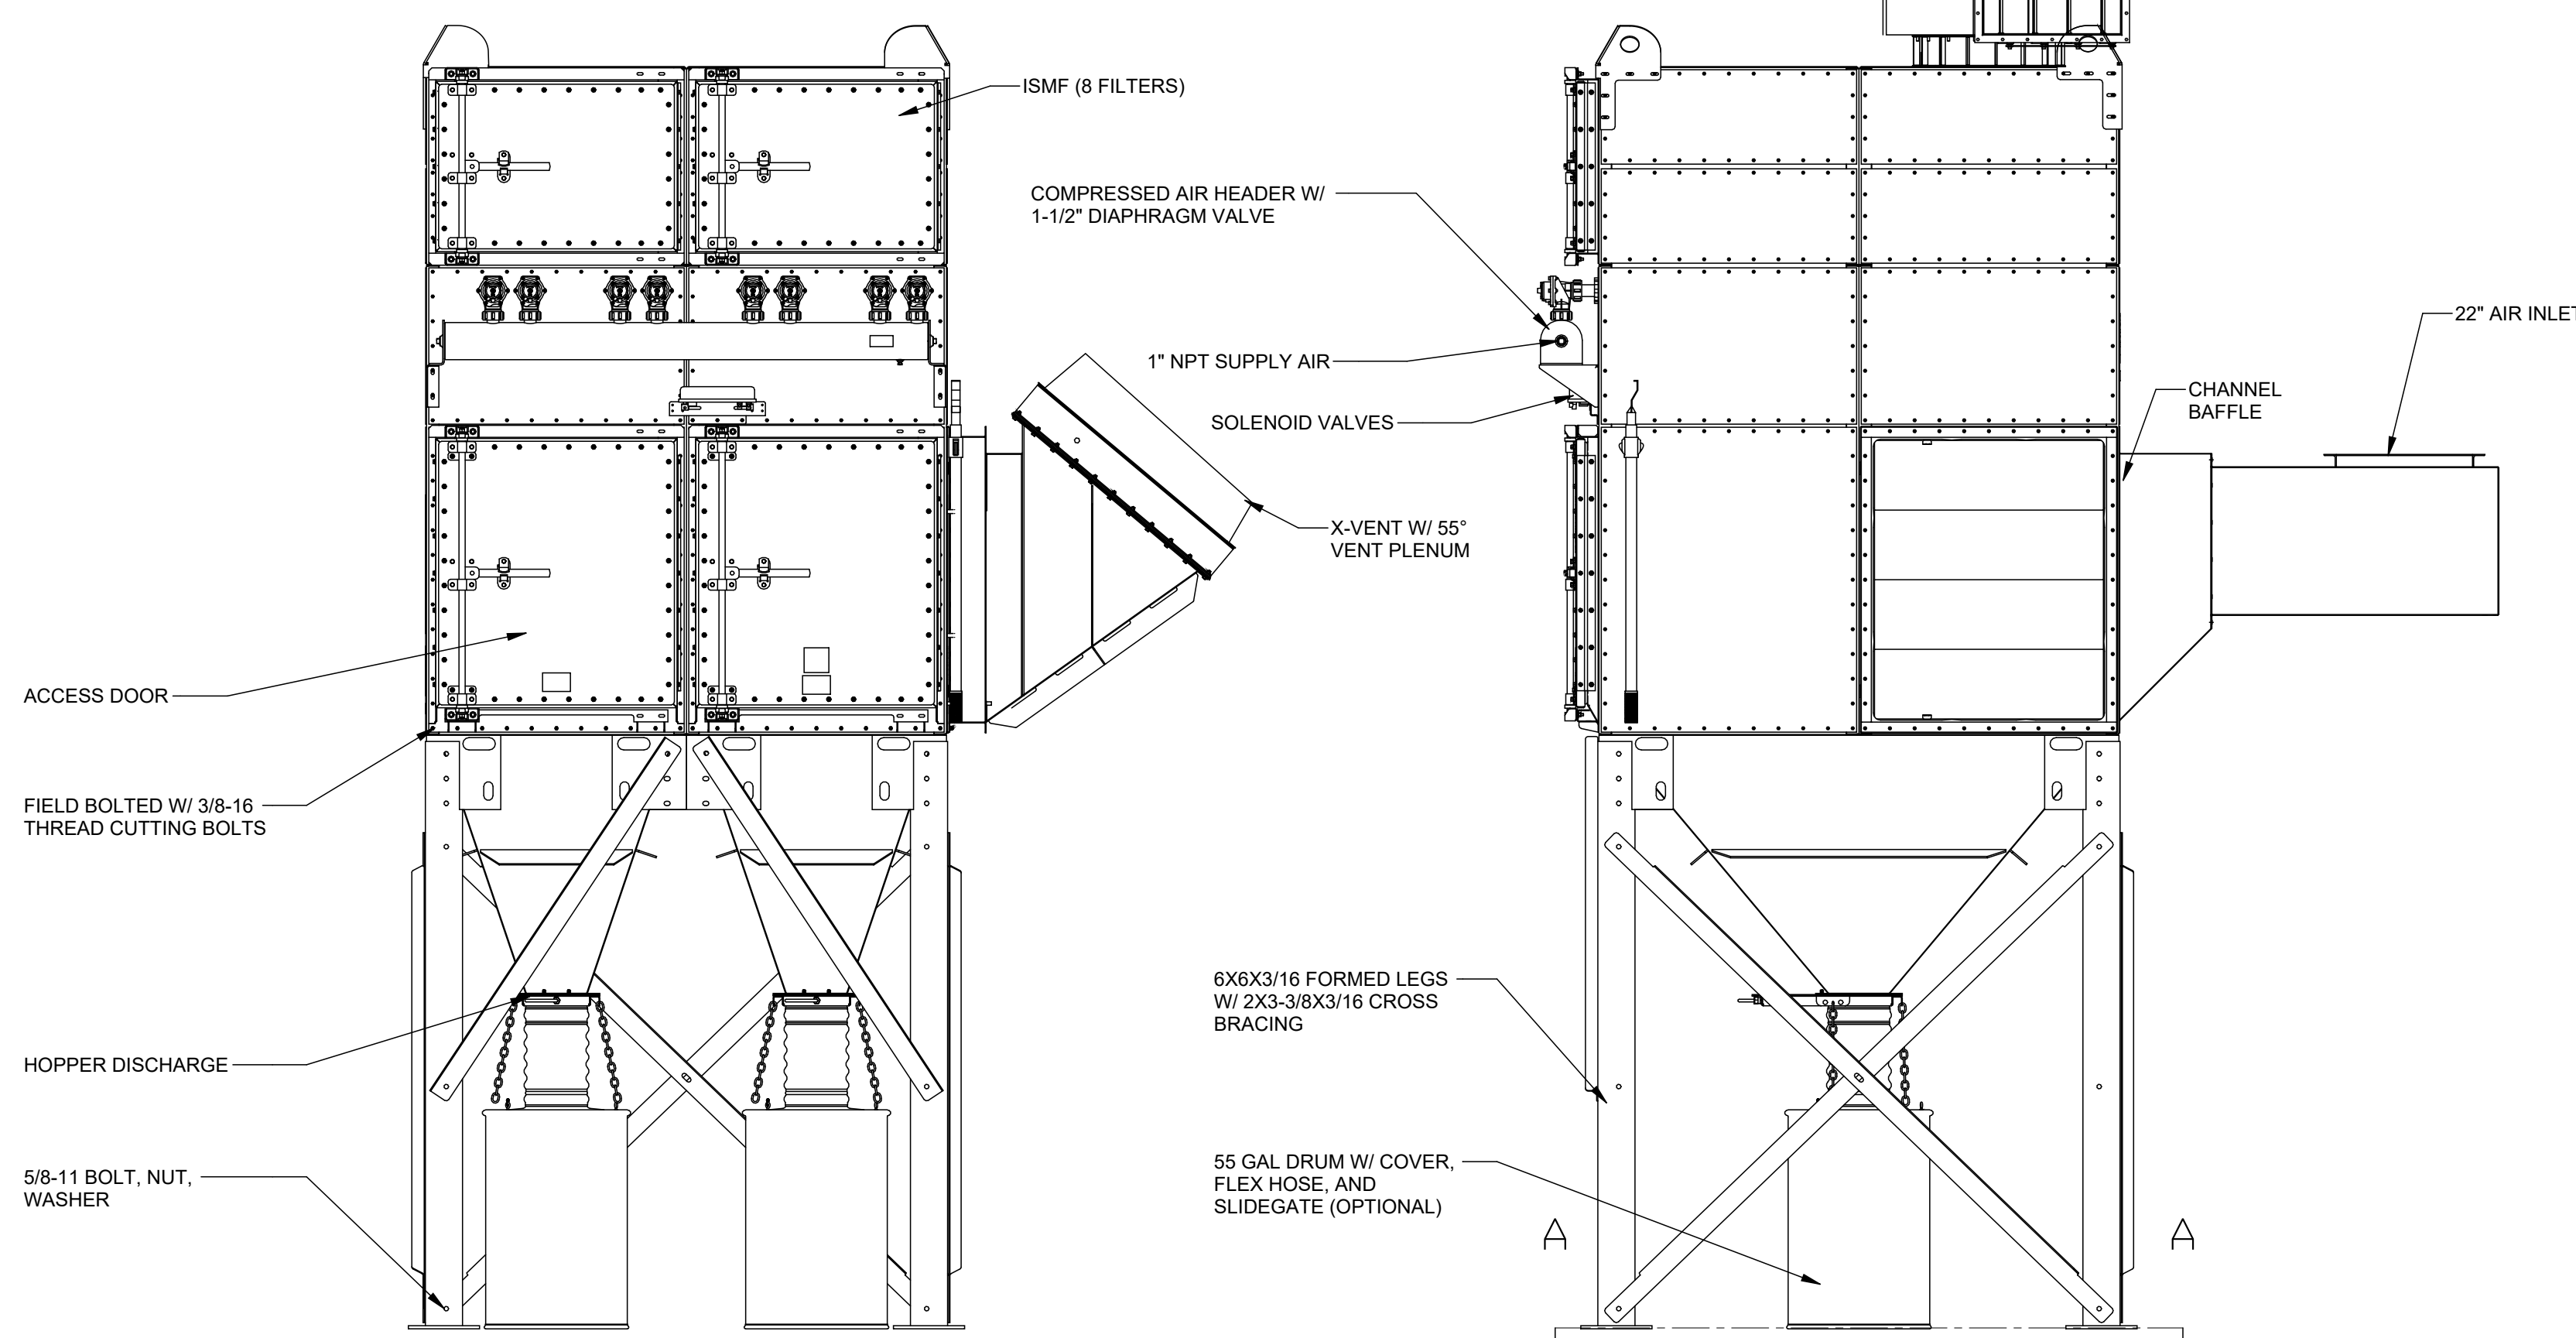 ISMF (8 FILTERS)
COMPRESSED AIR HEADER W/
1-1/2" DIAPHRAGM VALVE
1" NPT SUPPLY AIR
SOLENOID VALVES
22" AIR INLET
CHANNEL
BAFFLE
X-VENT W/ 55°
VENT PLENUM
ACCESS DOOR
FIELD BOLTED W/ 3/8-16
THREAD CUTTING BOLTS
HOPPER DISCHARGE
5/8-11 BOLT, NUT,
WASHER
6X6X3/16 FORMED LEGS
W/ 2X3-3/8X3/16 CROSS
BRACING
55 GAL DRUM W/ COVER,
FLEX HOSE, AND
SLIDEGATE (OPTIONAL)
A
A